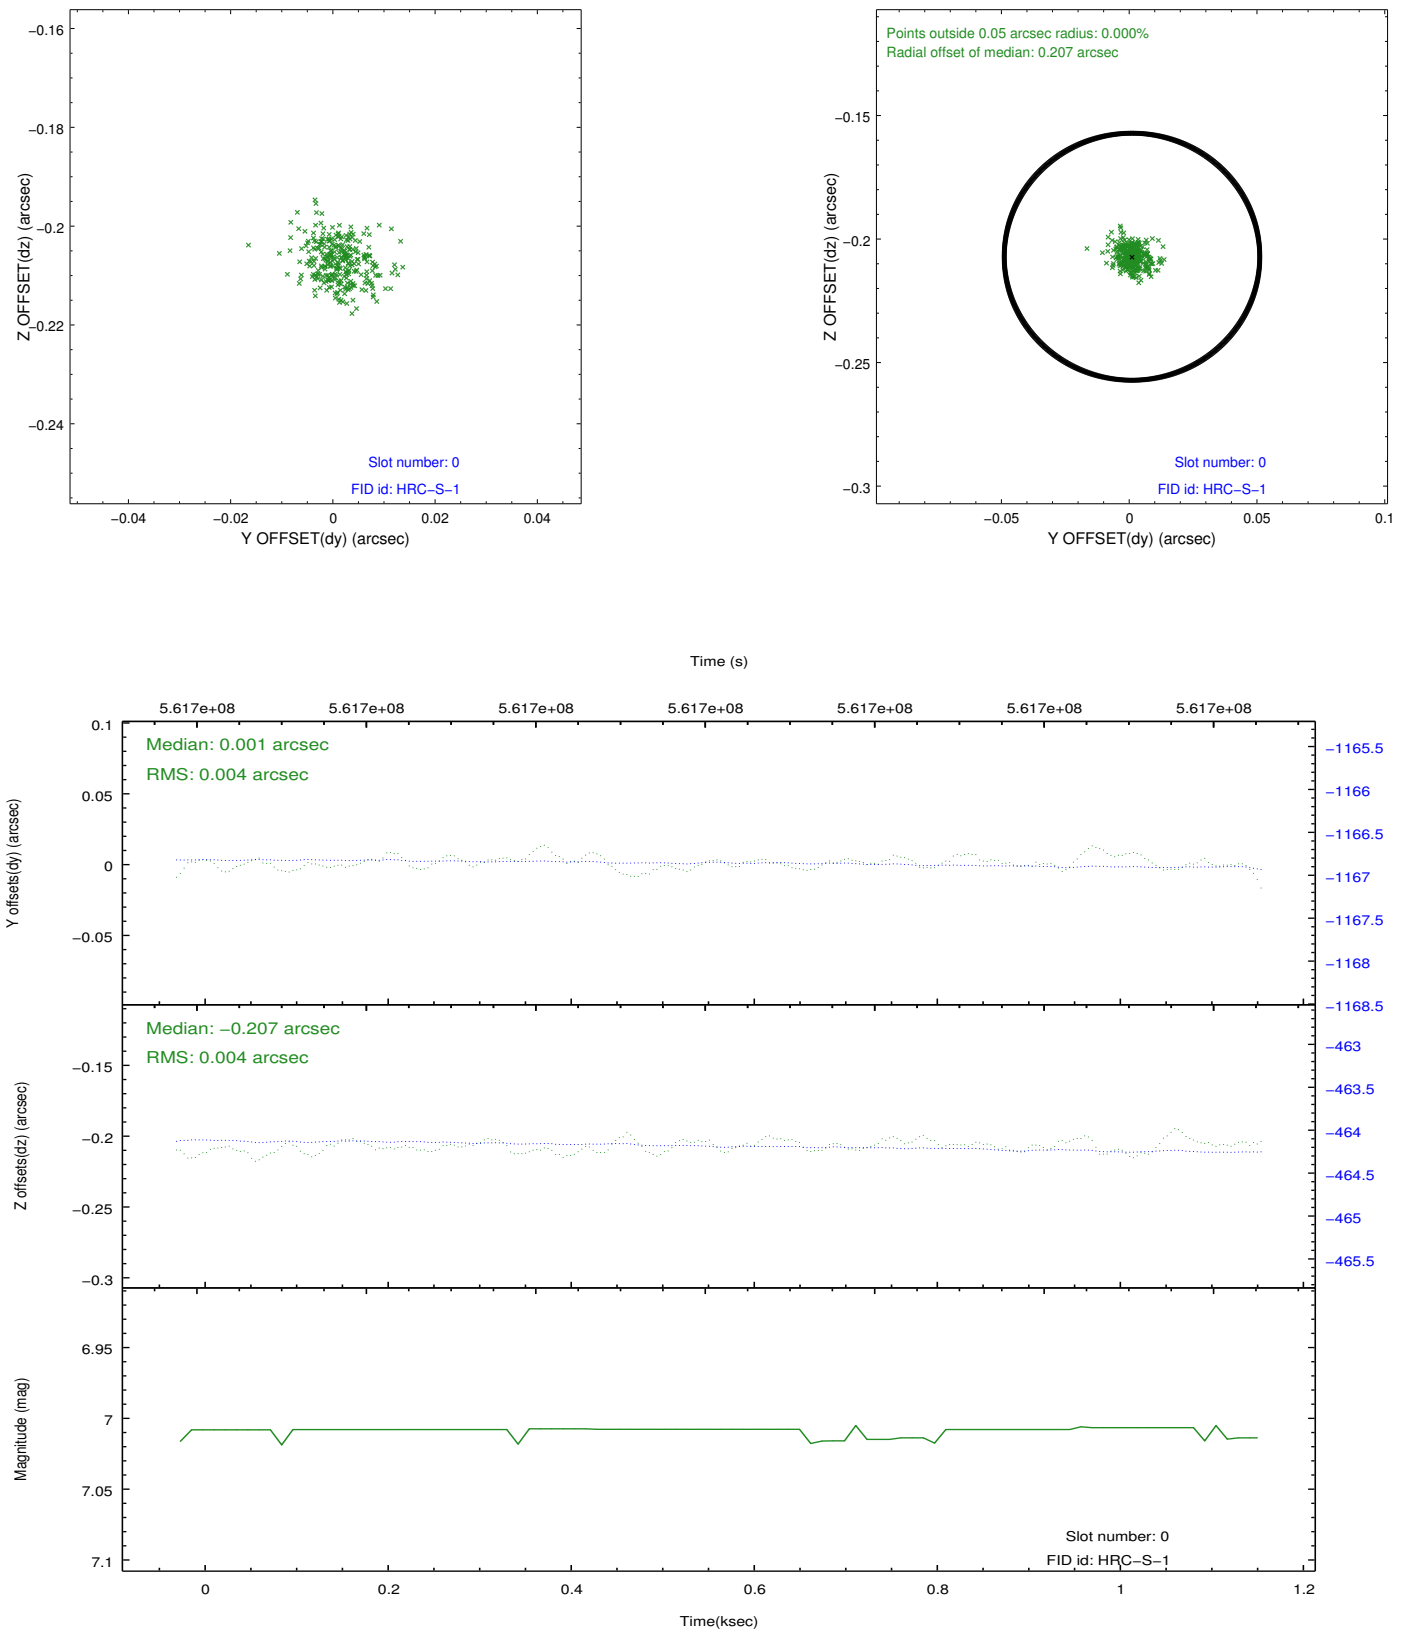 −0.16
−0.18
−0.2
−0.22
−0.24
Z OFFSET(dz) (arcsec)
Slot number: 0
FID id: HRC−S−1
−0.04
−0.02
0
0.02
0.04
Y OFFSET(dy) (arcsec)
Points outside 0.05 arcsec radius: 0.000%
Radial offset of median: 0.207 arcsec
−0.15
−0.2
−0.25
−0.3
Z OFFSET(dz) (arcsec)
Slot number: 0
FID id: HRC−S−1
−0.05
0
0.05
0.1
Y OFFSET(dy) (arcsec)
Time (s)
5.617e+08
5.617e+08
5.617e+08
5.617e+08
5.617e+08
5.617e+08
5.617e+08
Median: 0.001 arcsec
RMS: 0.004 arcsec
0.1
0.05
0
−0.05
Y offsets(dy) (arcsec)
−1165.5
−1166
−1166.5
−1167
−1167.5
−1168
−1168.5
Median: −0.207 arcsec
RMS: 0.004 arcsec
−0.15
−0.2
−0.25
−0.3
Z offsets(dz) (arcsec)
−463
−463.5
−464
−464.5
−465
−465.5
6.95
7
7.05
7.1
Magnitude (mag)
Slot number: 0
FID id: HRC−S−1
0
0.2
0.4
0.6
0.8
1
1.2
Time(ksec)